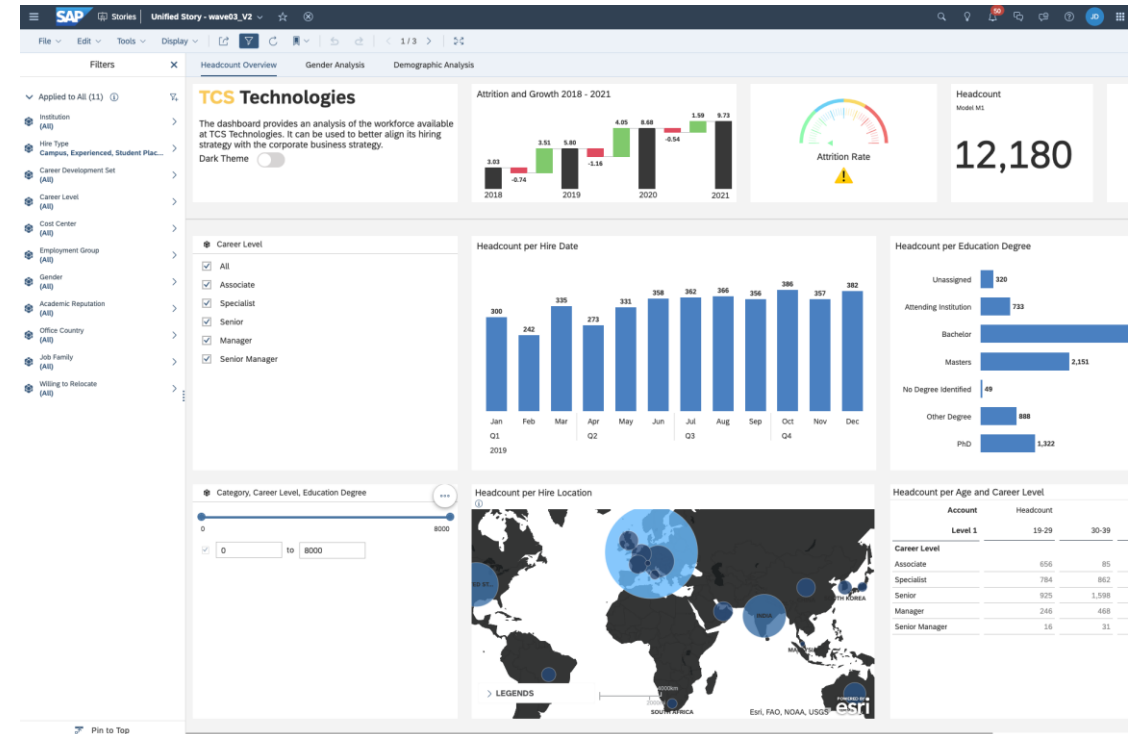 SAP Stories Unified Story - wave03_V2
50
JD
File Edit Tools Display 1/3
Filters
Headcount Overview Gender Analysis Demographic Analysis
Applied to All (11)
Institution
(All)
Hire Type
Campus, Experienced, Student Plac...
Career Development Set
(All)
Career Level
(All)
Cost Center
(All)
Employment Group
(All)
Gender
(All)
Academic Reputation
(All)
Office Country
(All)
Job Family
(All)
Willing to Relocate
(All)
Pin to Top
TCS Technologies
The dashboard provides an analysis of the workforce available
at TCS Technologies. It can be used to better align its hiring
strategy with the corporate business strategy.
Dark Theme
Attrition and Growth 2018 - 2021
3.03 -0.74 3.51 5.80 -1.16 4.05 8.68 -0.54 1.59 9.73
2018 2019 2020 2021
Attrition Rate
Headcount
Model M1
12,180
Career Level
All
Associate
Specialist
Senior
Manager
Senior Manager
Headcount per Hire Date
300 242 335 273 331 358 362 366 356 386 357 382
Jan Feb Mar Apr May Jun Jul Aug Sep Oct Nov Dec
Q1 Q2 Q3 Q4
2019
Headcount per Education Degree
Unassigned 320
Attending Institution 733
Bachelor
Masters 2,151
No Degree Identified 49
Other Degree 888
PhD 1,322
Category, Career Level, Education Degree
0 8000
0 to 8000
Headcount per Hire Location
INDIA
SOUTH AFRICA
LEGENDS
4000km
Esri, FAO, NOAA, USGS
POWERED BY
esri
Headcount per Age and Career Level
Account Headcount
Level 1 19-29 30-39
Career Level
Associate 656 85
Specialist 784 862
Senior 925 1,598
Manager 246 468
Senior Manager 16 31